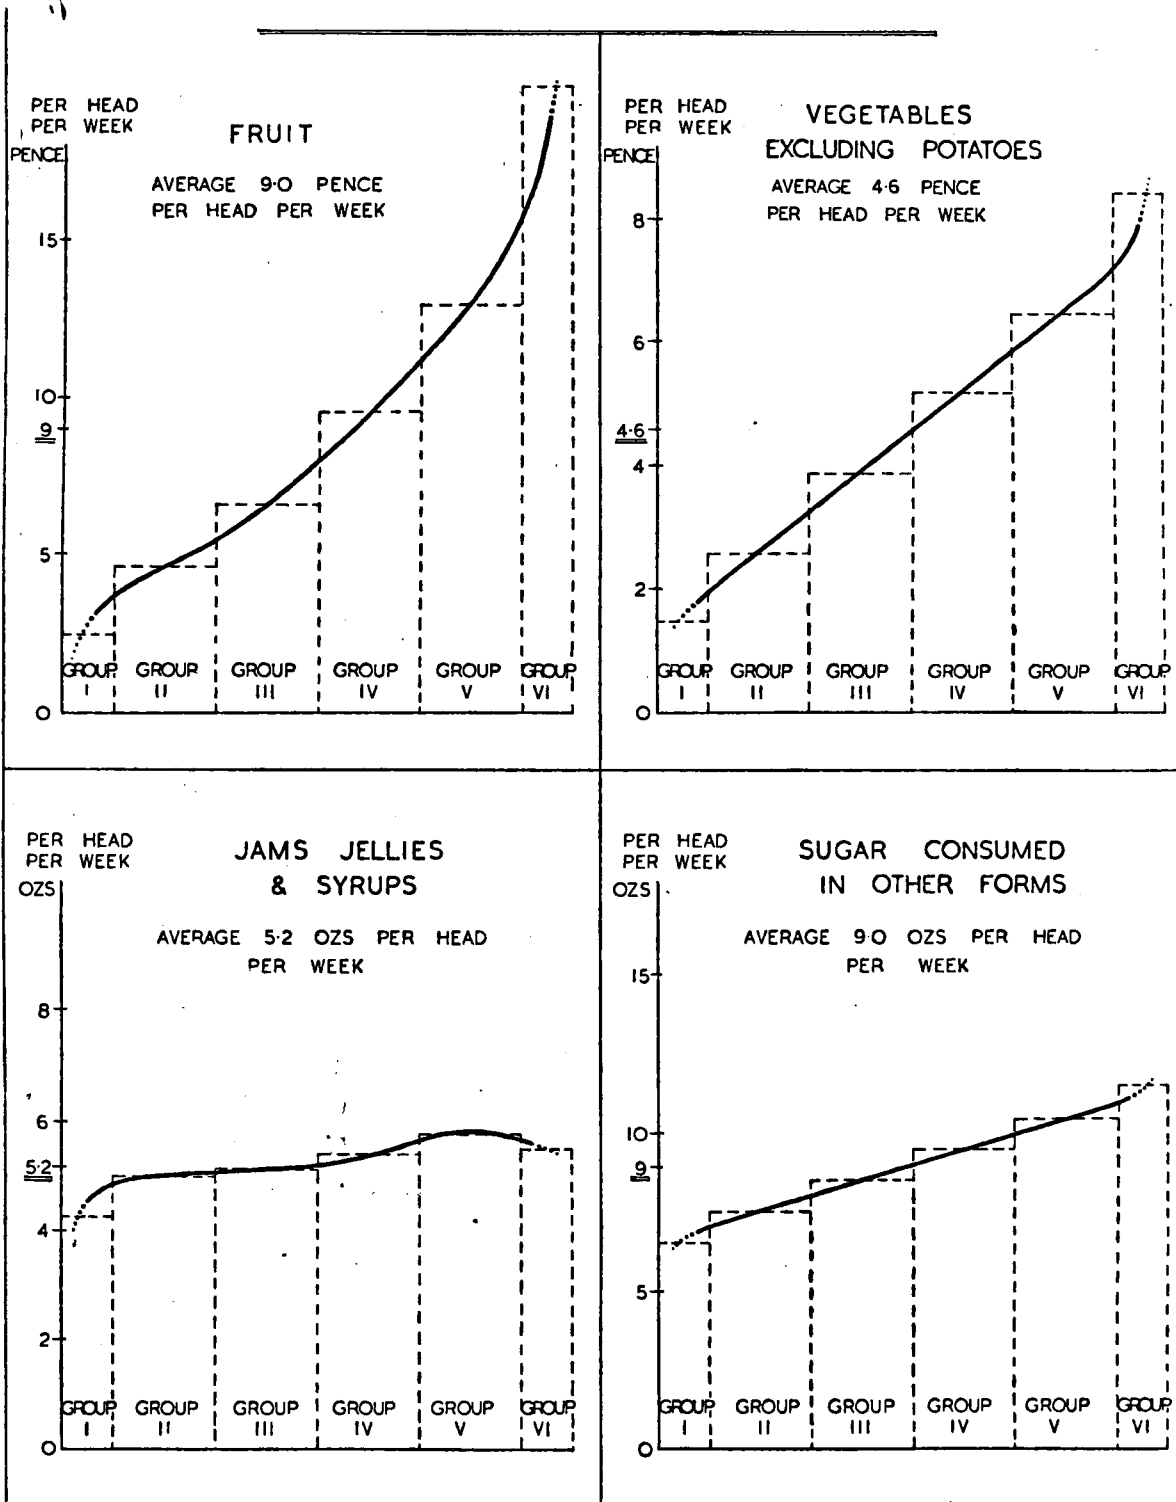 PER HEAD
PER WEEK
PENCE
FRUIT
AVERAGE 9·0 PENCE
PER HEAD PER WEEK
15
10
9
5
0
GROUP I
GROUP II
GROUP III
GROUP IV
GROUP V
GROUP VI
PER HEAD
PER WEEK
PENCE
VEGETABLES
EXCLUDING POTATOES
AVERAGE 4·6 PENCE
PER HEAD PER WEEK
8
6
4·6
4
2
0
GROUP I
GROUP II
GROUP III
GROUP IV
GROUP V
GROUP VI
PER HEAD
PER WEEK
OZS
JAMS JELLIES
& SYRUPS
AVERAGE 5·2 OZS PER HEAD
PER WEEK
8
6
5·2
4
2
0
GROUP I
GROUP II
GROUP III
GROUP IV
GROUP V
GROUP VI
PER HEAD
PER WEEK
OZS
SUGAR CONSUMED
IN OTHER FORMS
AVERAGE 9·0 OZS PER HEAD
PER WEEK
15
10
9
5
0
GROUP I
GROUP II
GROUP III
GROUP IV
GROUP V
GROUP VI